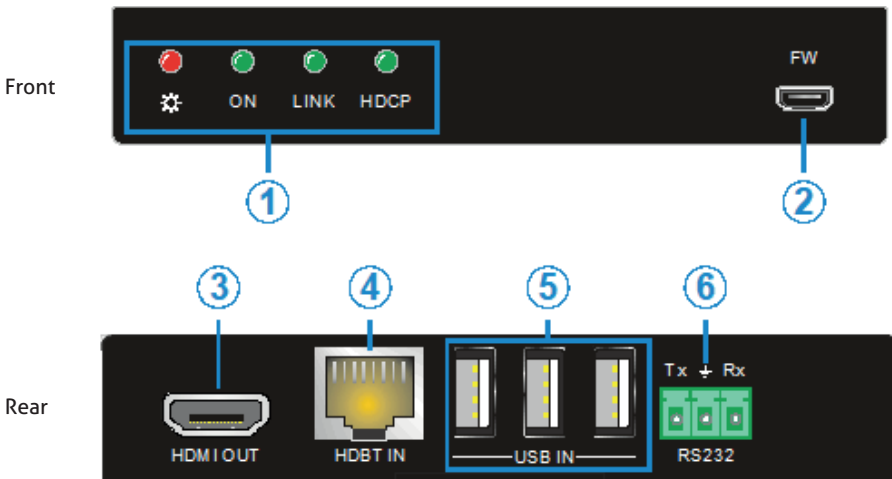 FW
Front
ON LINK HDCP
1 2
3 4 5 6
Tx Rx
Rear
HDMI OUT HDBT IN USB IN RS232